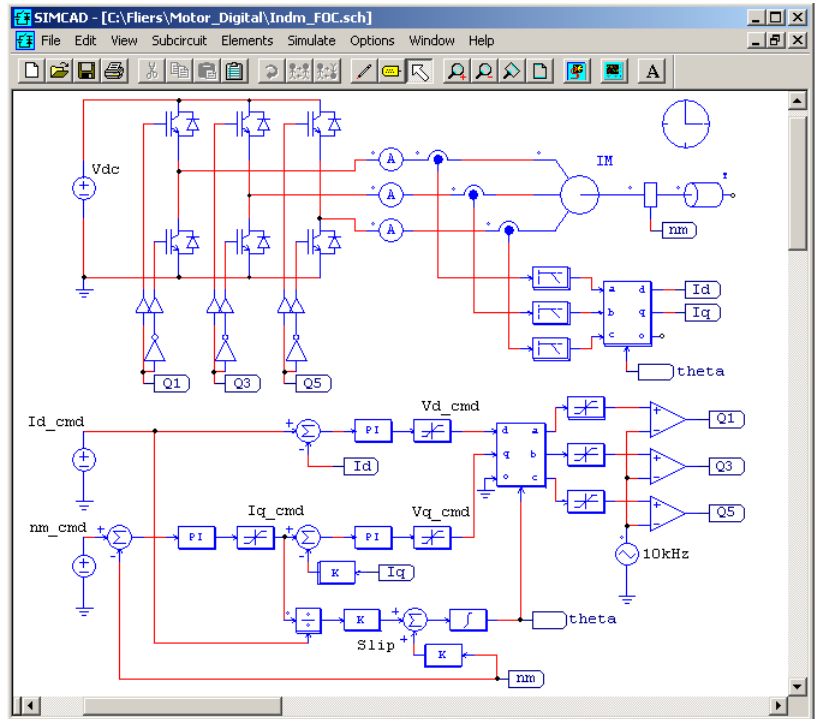 SIMCAD - [C:\Fliers\Motor_Digital\Indm_FOC.sch]
File Edit View Subcircuit Elements Simulate Options Window Help
A
Vdc
A
IM
A
A
nm
a d
Id
b q
Iq
c o
Q1
Q3
Q5
theta
Id_cmd
Vd_cmd
PI
d a
Q1
Id
q b
Q3
o c
nm_cmd
Iq_cmd
Vq_cmd
Q5
PI
PI
10kHz
K
Iq
K
theta
Slip
K
nm